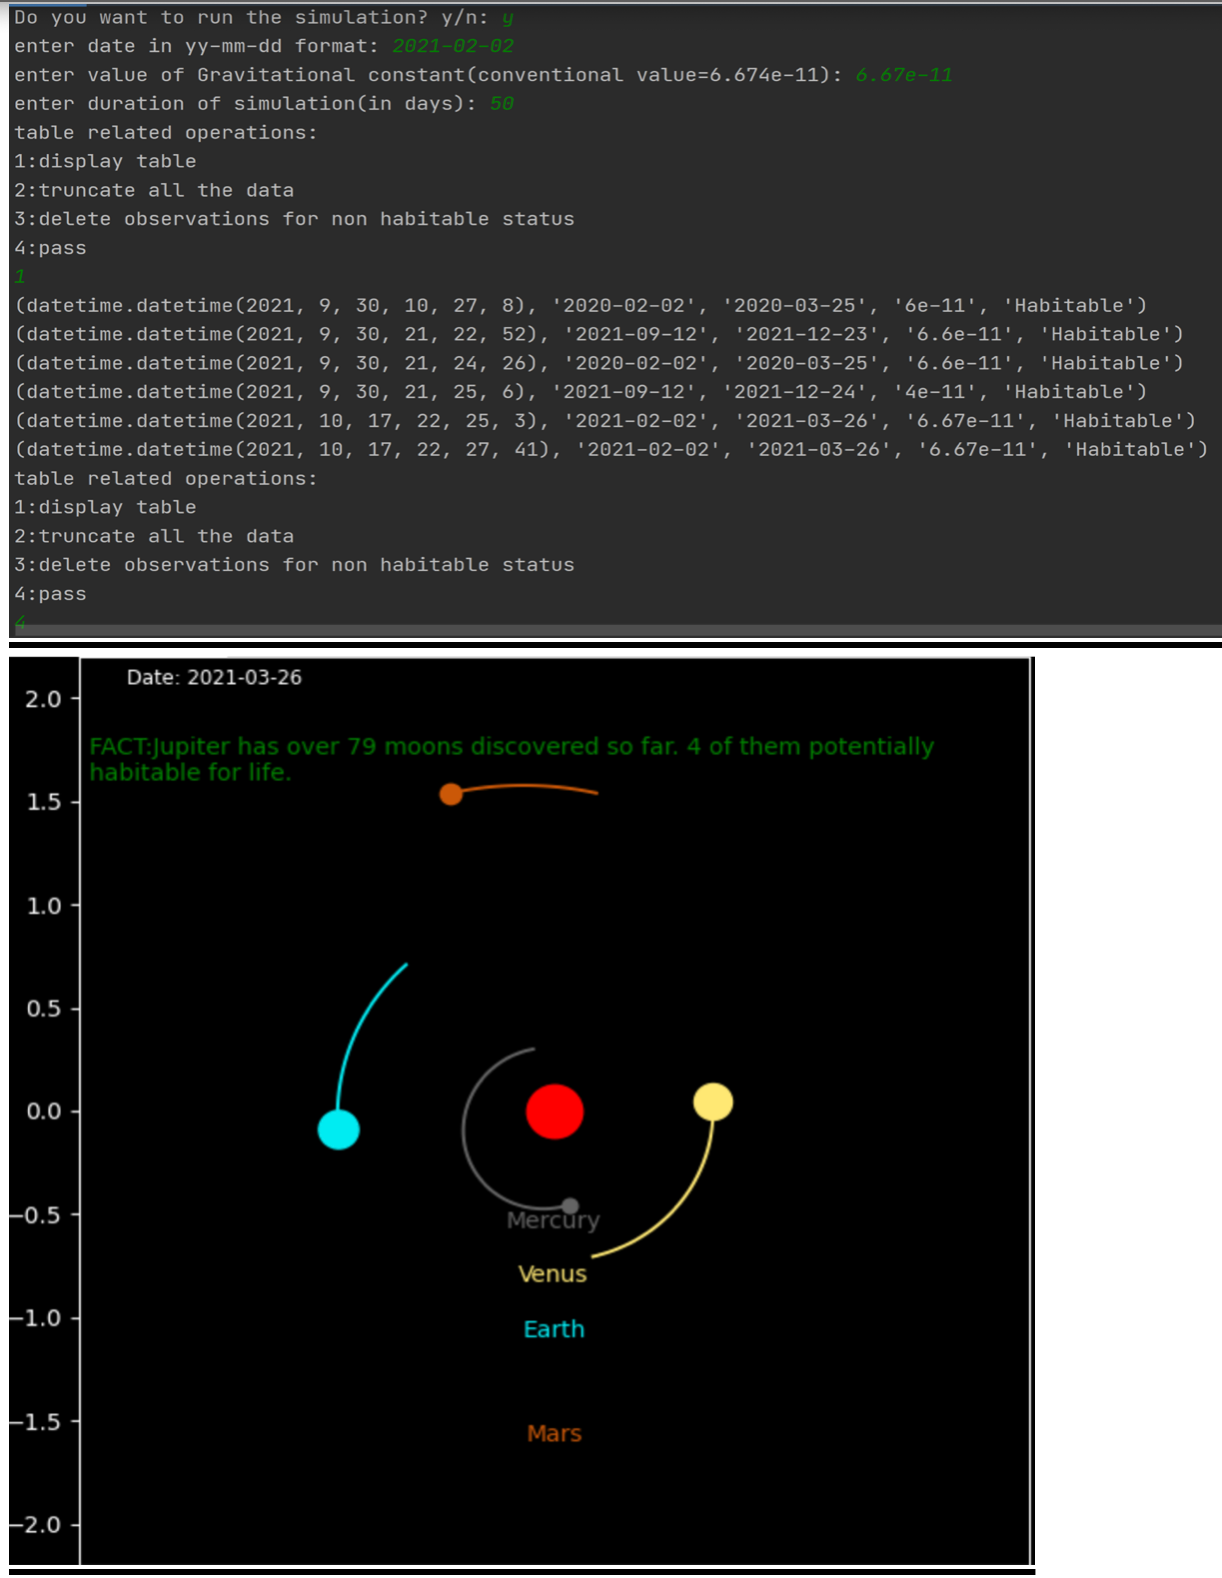 Do you want to run the simulation? y/n: y
enter date in yy-mm-dd format: 2021-02-02
enter value of Gravitational constant(conventional value=6.674e-11): 6.67e-11
enter duration of simulation(in days): 50
table related operations:
1:display table
2:truncate all the data
3:delete observations for non habitable status
4:pass
1
(datetime.datetime(2021, 9, 30, 10, 27, 8), '2020-02-02', '2020-03-25', '6e-11', 'Habitable')
(datetime.datetime(2021, 9, 30, 21, 22, 52), '2021-09-12', '2021-12-23', '6.6e-11', 'Habitable')
(datetime.datetime(2021, 9, 30, 21, 24, 26), '2020-02-02', '2020-03-25', '6.6e-11', 'Habitable')
(datetime.datetime(2021, 9, 30, 21, 25, 6), '2021-09-12', '2021-12-24', '4e-11', 'Habitable')
(datetime.datetime(2021, 10, 17, 22, 25, 3), '2021-02-02', '2021-03-26', '6.67e-11', 'Habitable')
(datetime.datetime(2021, 10, 17, 22, 27, 41), '2021-02-02', '2021-03-26', '6.67e-11', 'Habitable')
table related operations:
1:display table
2:truncate all the data
3:delete observations for non habitable status
4:pass
4
Date: 2021-03-26
2.0
FACT:Jupiter has over 79 moons discovered so far. 4 of them potentially
habitable for life.
1.5
1.0
0.5
0.0
−0.5
Mercury
Venus
−1.0
Earth
−1.5
Mars
−2.0